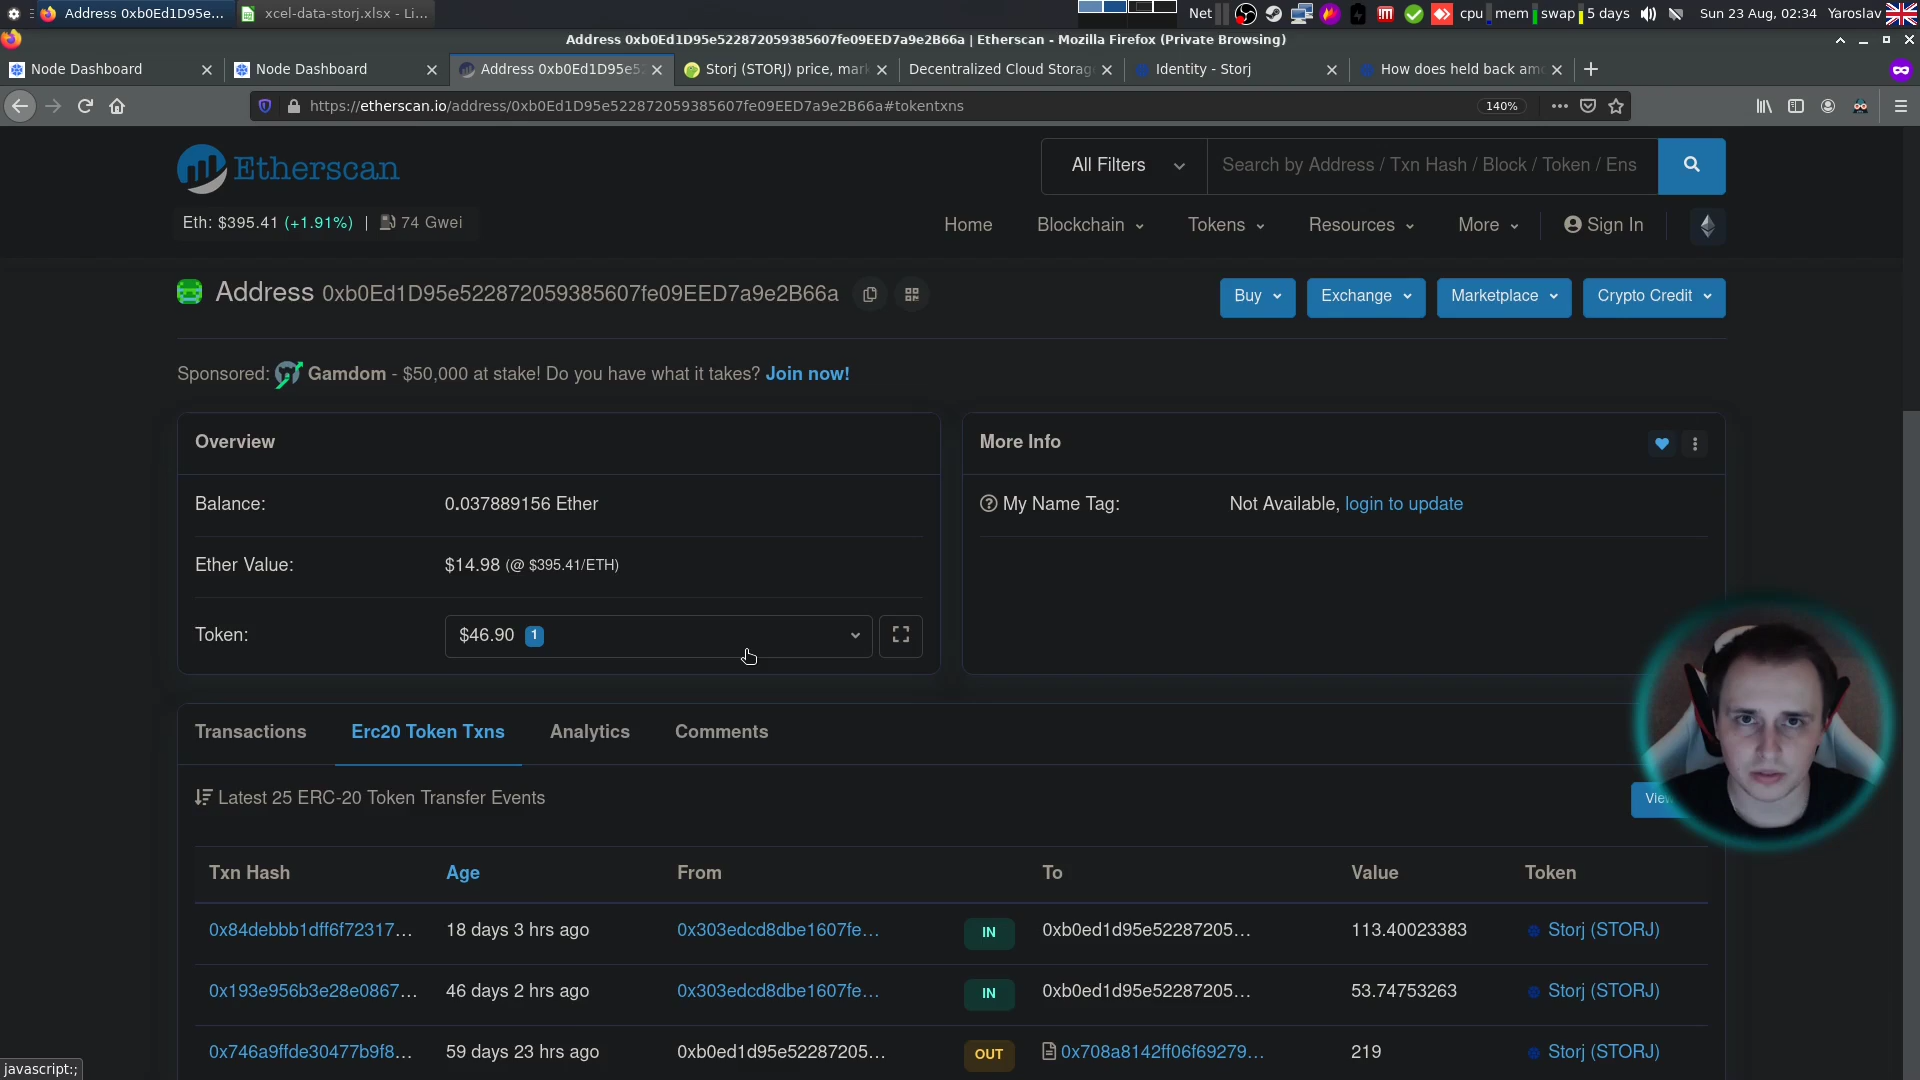 Address 0xb0Ed1D95e...
xcel-data-storj.xlsx - Li...
Net
cpu
mem
swap
5 days
Sun 23 Aug, 02:34
Yaroslav
Address 0xb0Ed1D95e522872059385607fe09EED7a9e2B66a | Etherscan - Mozilla Firefox (Private Browsing)
Node Dashboard
Node Dashboard
Address 0xb0Ed1D95e5
Storj (STORJ) price, mar
Decentralized Cloud Storag
Identity - Storj
How does held back am
https://etherscan.io/address/0xb0Ed1D95e522872059385607fe09EED7a9e2B66a#tokentxns
140%
Etherscan
All Filters
Search by Address / Txn Hash / Block / Token / Ens
Eth: $395.41 (+1.91%) | 74 Gwei
Home
Blockchain
Tokens
Resources
More
Sign In
Address 0xb0Ed1D95e522872059385607fe09EED7a9e2B66a
Buy
Exchange
Marketplace
Crypto Credit
Sponsored: Gamdom - $50,000 at stake! Do you have what it takes? Join now!
Overview
Balance: 0.037889156 Ether
Ether Value: $14.98 (@ $395.41/ETH)
Token: $46.90 1
More Info
My Name Tag: Not Available, login to update
Transactions
Erc20 Token Txns
Analytics
Comments
Latest 25 ERC-20 Token Transfer Events
Txn Hash Age From To Value Token
0x84debbb1dff6f72317... 18 days 3 hrs ago 0x303edcd8dbe1607fe... IN 0xb0ed1d95e52287205... 113.40023383 Storj (STORJ)
0x193e956b3e28e0867... 46 days 2 hrs ago 0x303edcd8dbe1607fe... IN 0xb0ed1d95e52287205... 53.74753263 Storj (STORJ)
0x746a9ffde30477b9f8... 59 days 23 hrs ago 0xb0ed1d95e52287205... OUT 0x708a8142ff06f69279... 219 Storj (STORJ)
javascript:;